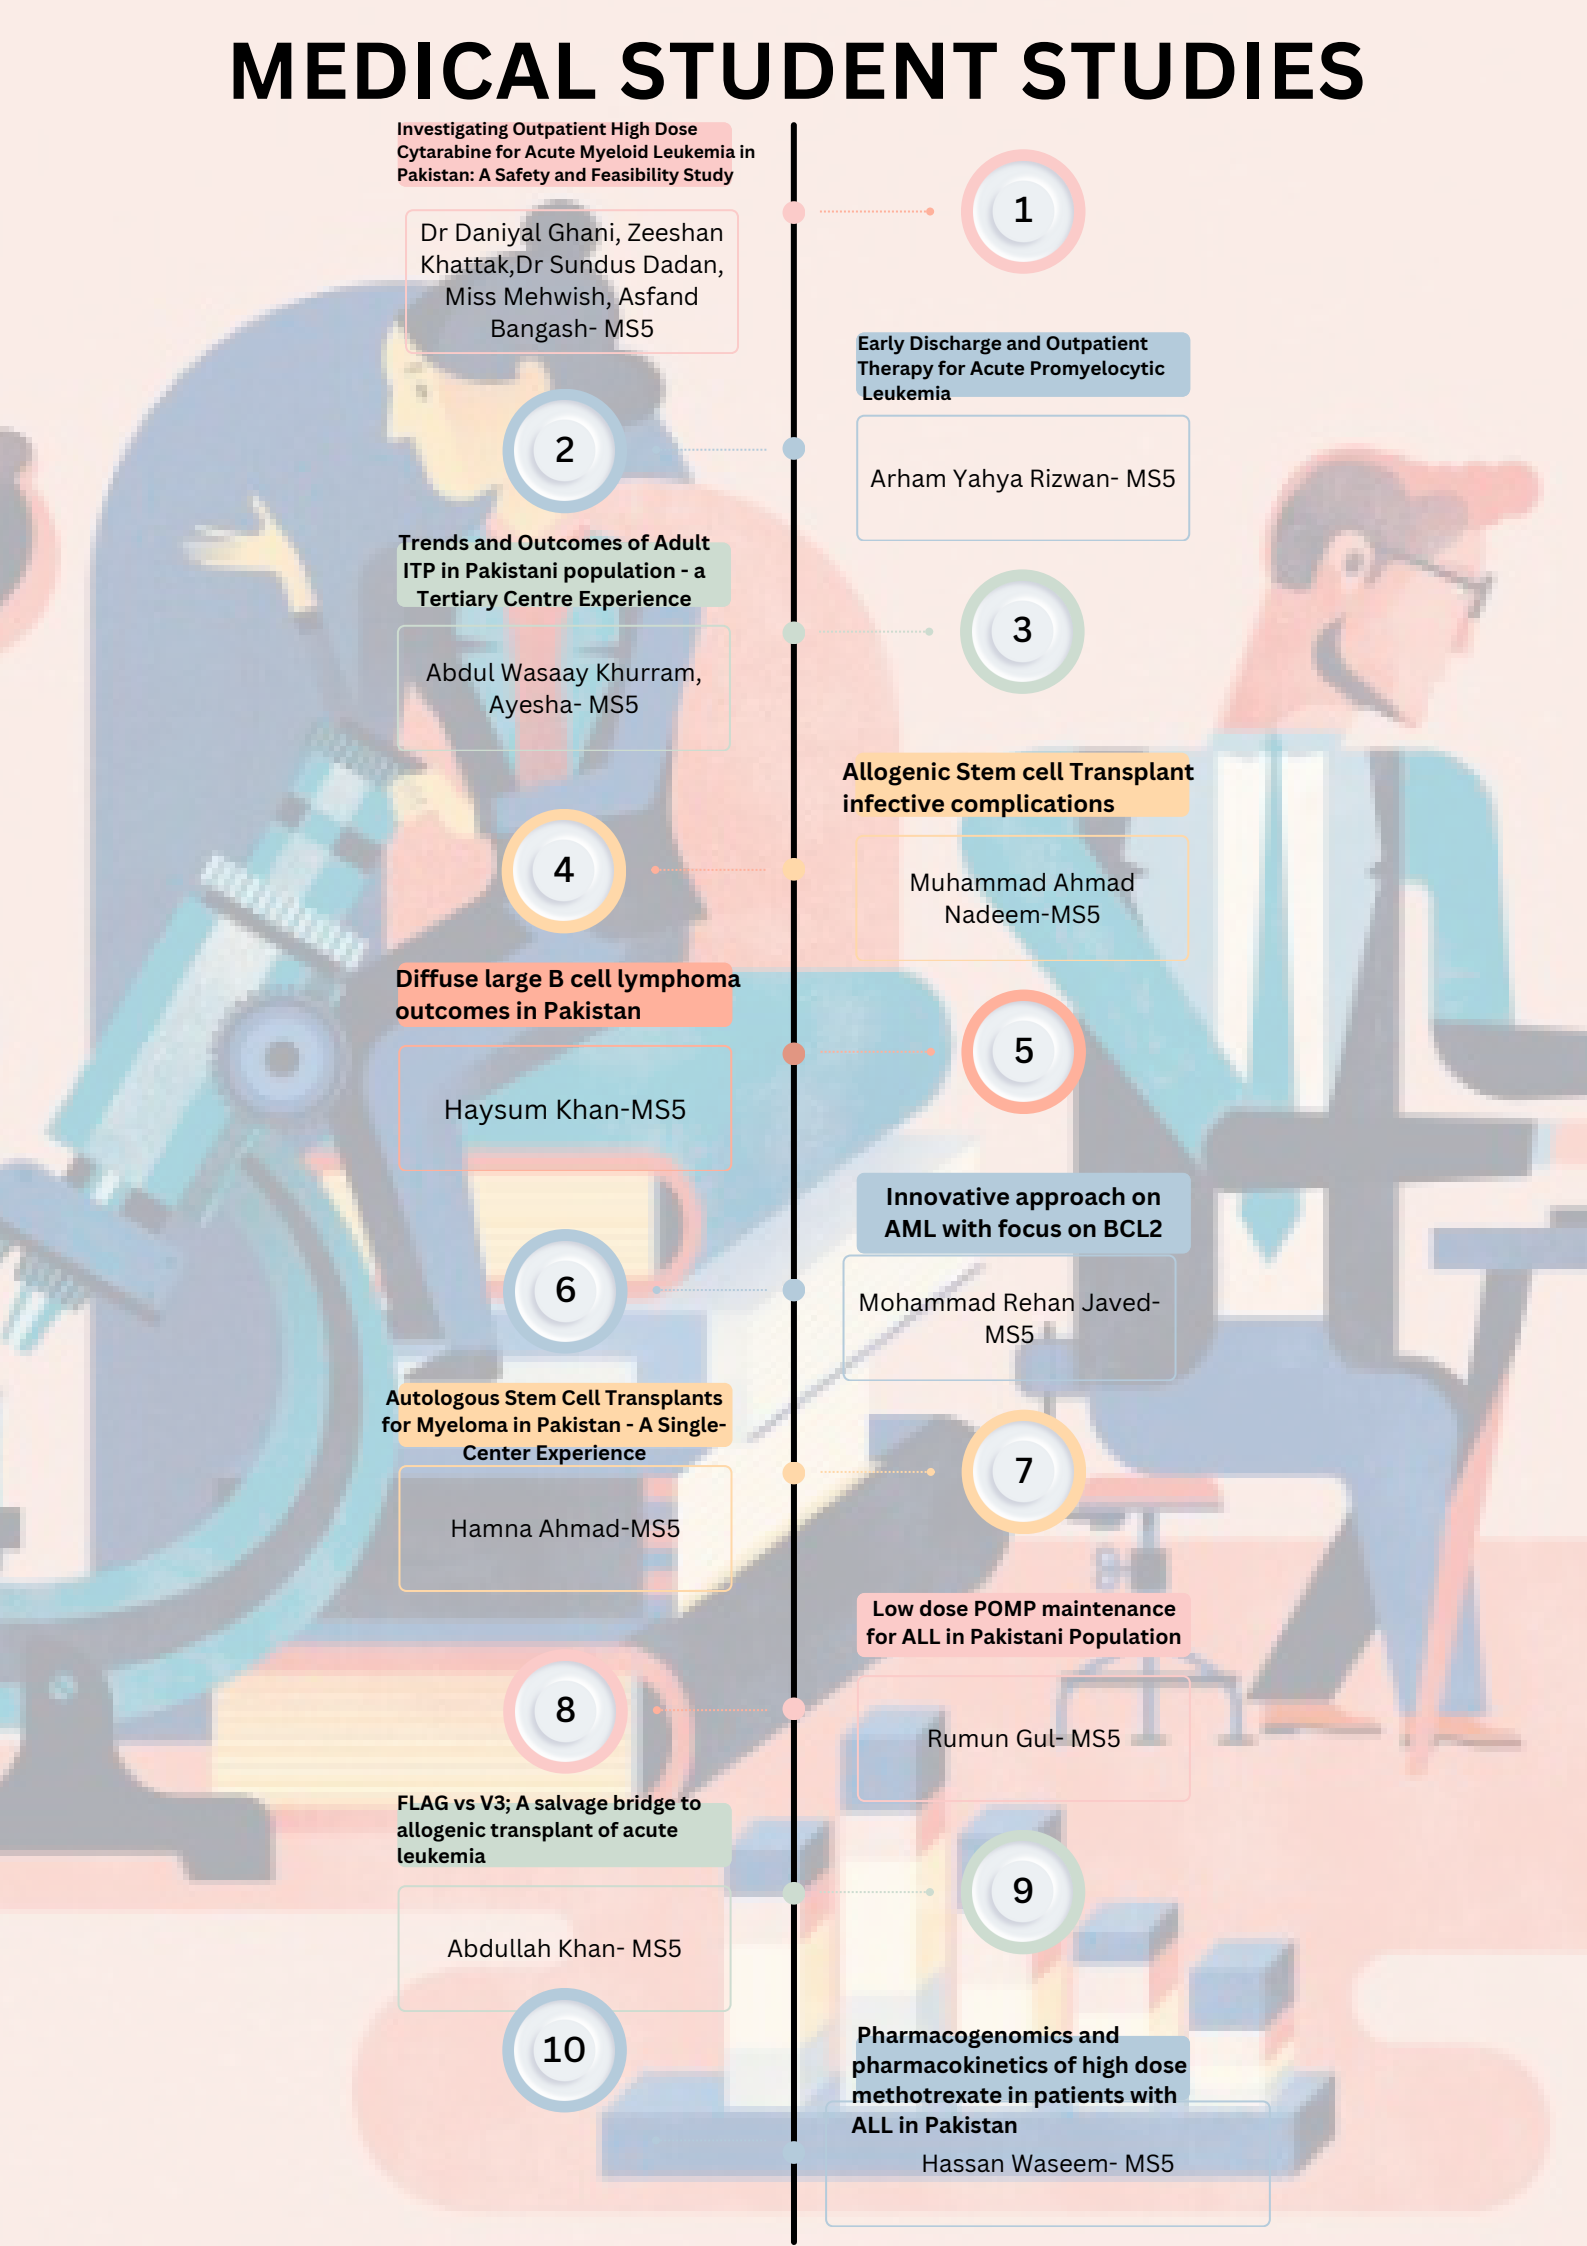 MEDICAL STUDENT STUDIES
Investigating Outpatient High Dose
Cytarabine for Acute Myeloid Leukemia in
Pakistan: A Safety and Feasibility Study
1
Dr Daniyal Ghani, Zeeshan
Khattak,Dr Sundus Dadan,
Miss Mehwish, Asfand
Bangash- MS5
Early Discharge and Outpatient
Therapy for Acute Promyelocytic
Leukemia
2
Arham Yahya Rizwan- MS5
Trends and Outcomes of Adult
ITP in Pakistani population - a
Tertiary Centre Experience
3
Abdul Wasaay Khurram,
Ayesha- MS5
Allogenic Stem cell Transplant
infective complications
4
Muhammad Ahmad
Nadeem-MS5
Diffuse large B cell lymphoma
outcomes in Pakistan
5
Haysum Khan-MS5
Innovative approach on
AML with focus on BCL2
6
Mohammad Rehan Javed-
MS5
Autologous Stem Cell Transplants
for Myeloma in Pakistan - A Single-
Center Experience
7
Hamna Ahmad-MS5
Low dose POMP maintenance
for ALL in Pakistani Population
8
Rumun Gul- MS5
FLAG vs V3; A salvage bridge to
allogenic transplant of acute
leukemia
9
Abdullah Khan- MS5
10
Pharmacogenomics and
pharmacokinetics of high dose
methotrexate in patients with
ALL in Pakistan
Hassan Waseem- MS5